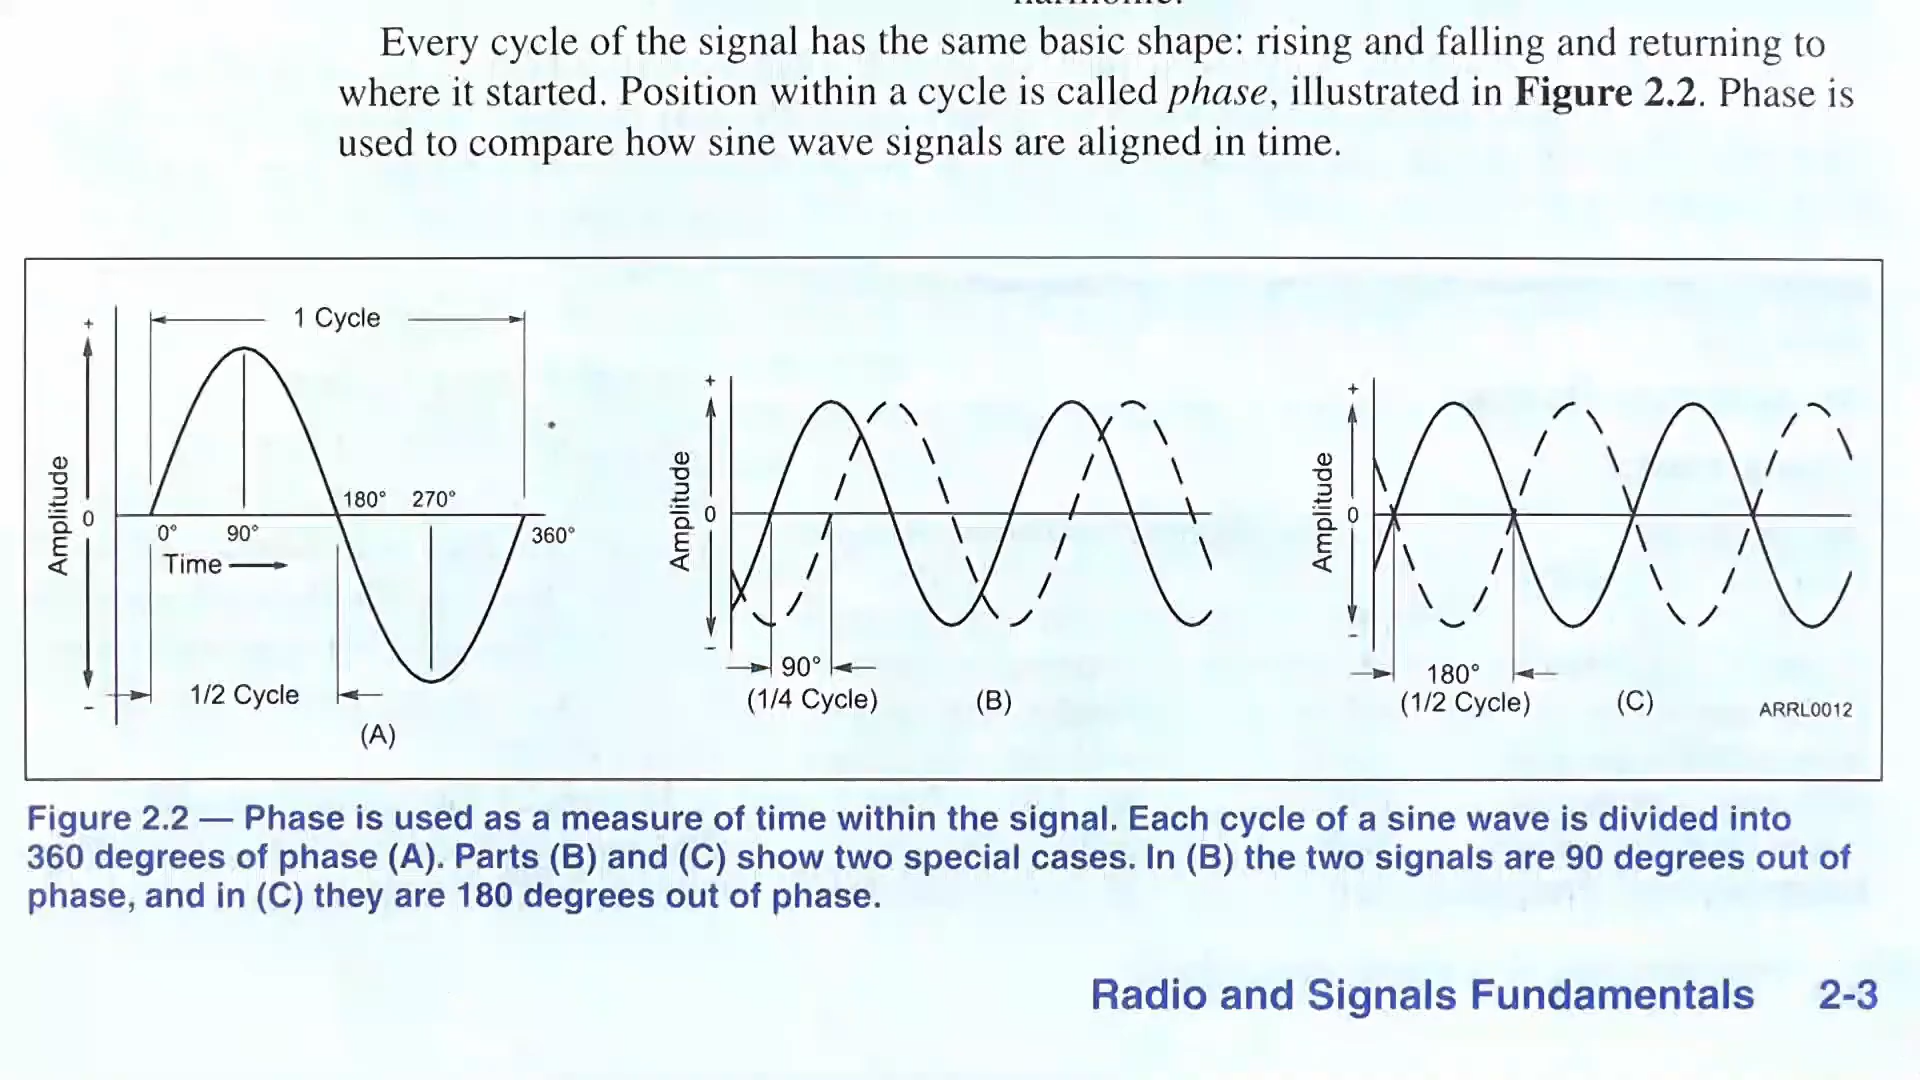 Every cycle of the signal has the same basic shape: rising and falling and returning to
where it started. Position within a cycle is called phase, illustrated in Figure 2.2. Phase is
used to compare how sine wave signals are aligned in time.
+
Amplitude
0
-
1 Cycle
0°
90°
180°
270°
360°
Time
1/2 Cycle
(A)
+
Amplitude
0
-
90°
(1/4 Cycle)
(B)
+
Amplitude
0
-
180°
(1/2 Cycle)
(C)
ARRL0012
Figure 2.2 — Phase is used as a measure of time within the signal. Each cycle of a sine wave is divided into
360 degrees of phase (A). Parts (B) and (C) show two special cases. In (B) the two signals are 90 degrees out of
phase, and in (C) they are 180 degrees out of phase.
Radio and Signals Fundamentals 2-3